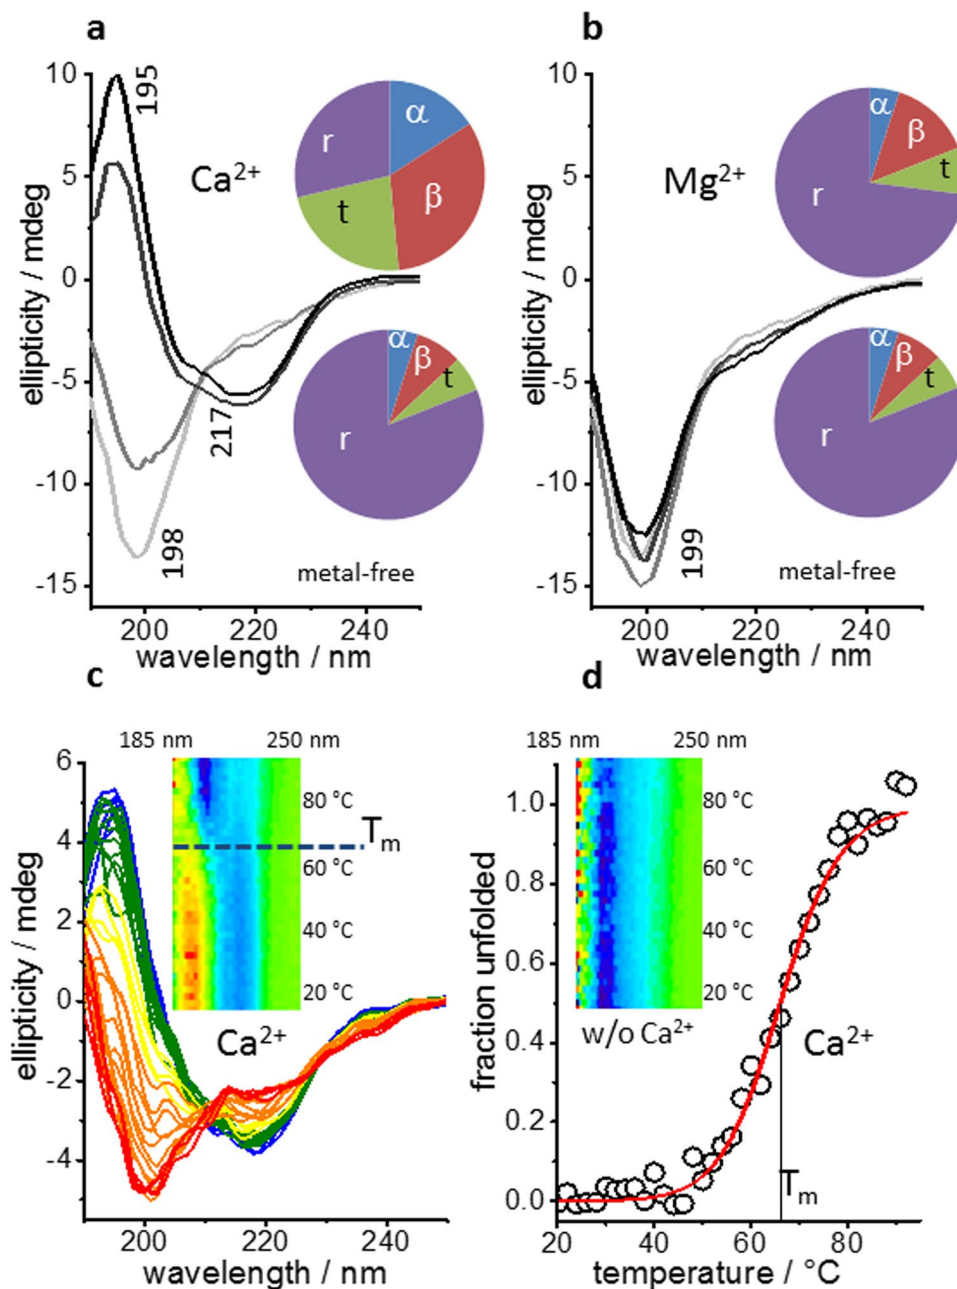 a
b
10
5
0
-5
-10
-15
ellipticity / mdeg
195
217
198
Ca²⁺
α
β
t
r
α
β
t
r
metal-free
200
220
240
wavelength / nm
10
5
0
-5
-10
-15
ellipticity / mdeg
199
Mg²⁺
α
β
t
r
α
β
t
r
metal-free
200
220
240
wavelength / nm
c
d
185 nm
250 nm
6
4
2
0
-2
-4
ellipticity / mdeg
80 °C
Tm
60 °C
40 °C
20 °C
Ca²⁺
200
220
240
wavelength / nm
185 nm
250 nm
1.0
0.8
0.6
0.4
0.2
0.0
fraction unfolded
80 °C
60 °C
40 °C
20 °C
w/o Ca²⁺
Ca²⁺
Tm
20
40
60
80
temperature / °C